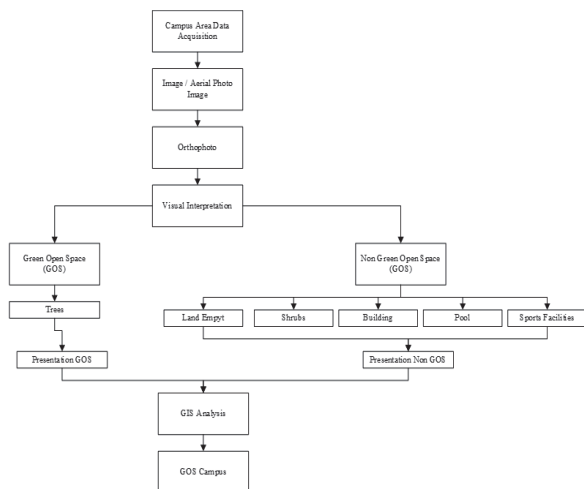 Campus Area Data
Acquisition
Image / Aerial Photo
Image
Orthophoto
Visual Interpretation
Green Open Space
(GOS)
Non Green Open Space
(GOS)
Trees
Land Empyt
Shrubs
Building
Pool
Sports Facilities
Presentation GOS
Presentation Non GOS
GIS Analysis
GOS Campus